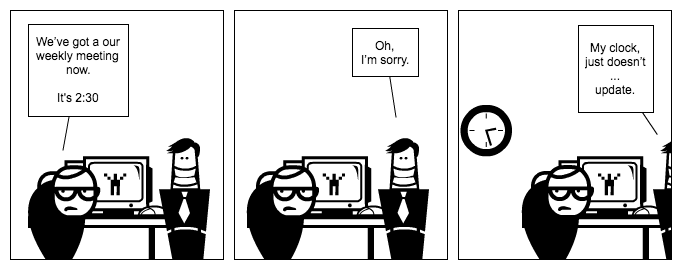 We've got a our
weekly meeting
now.
It's 2:30
Oh,
I'm sorry.
My clock,
just doesn't
...
update.